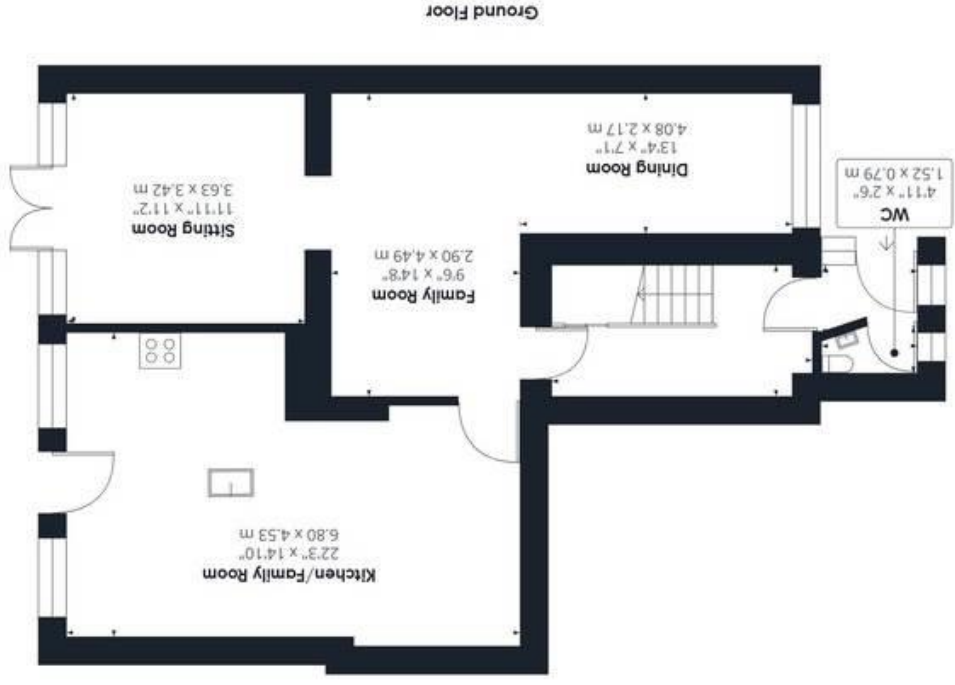 Kitchen/Family Room
22'3" x 14'10"
6.80 x 4.53 m
Family Room
9'6" x 14'8"
2.90 x 4.49 m
Sitting Room
11'11" x 11'2"
3.63 x 3.42 m
WC
4'11" x 2'6"
1.52 x 0.79 m
Dining Room
13'4" x 7'1"
4.08 x 2.17 m
Ground Floor